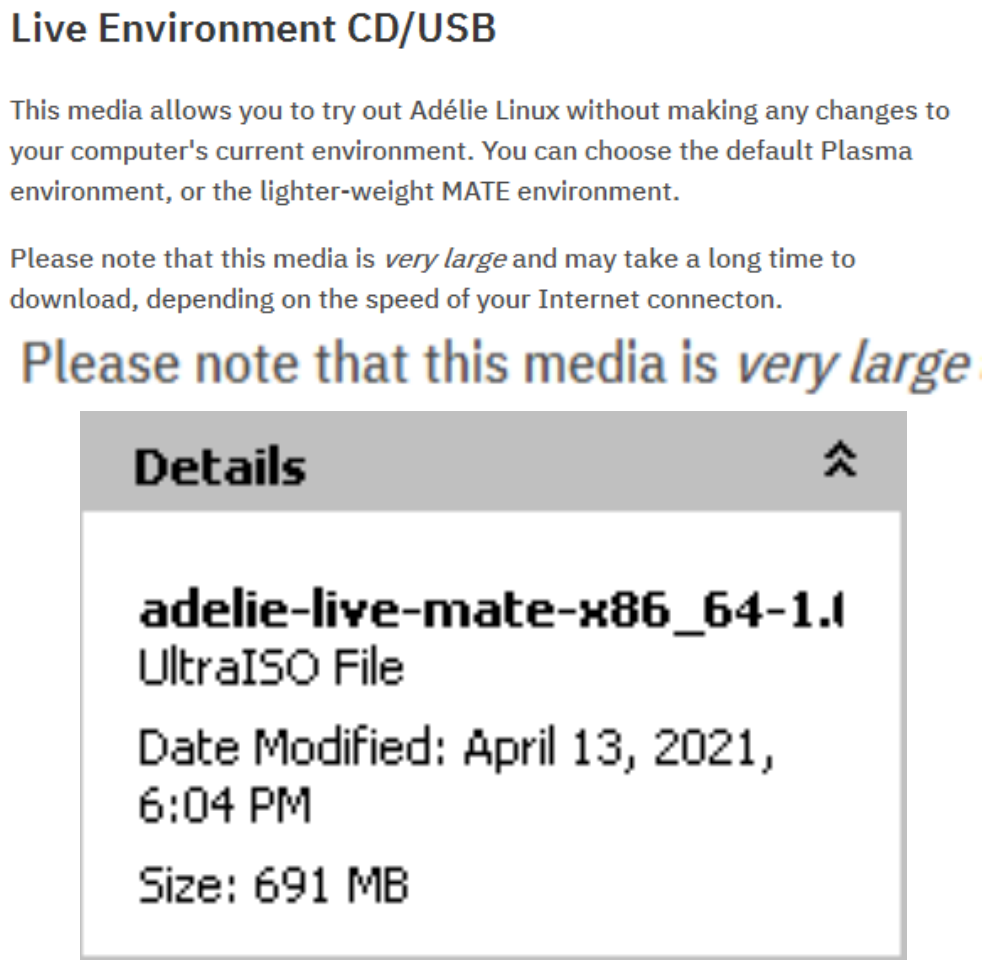 Live Environment CD/USB
This media allows you to try out Adélie Linux without making any changes to
your computer's current environment. You can choose the default Plasma
environment, or the lighter-weight MATE environment.
Please note that this media is very large and may take a long time to
download, depending on the speed of your Internet connecton.
Please note that this media is very large
Details
adelie-live-mate-x86_64-1.
UltraISO File
Date Modified: April 13, 2021,
6:04 PM
Size: 691 MB